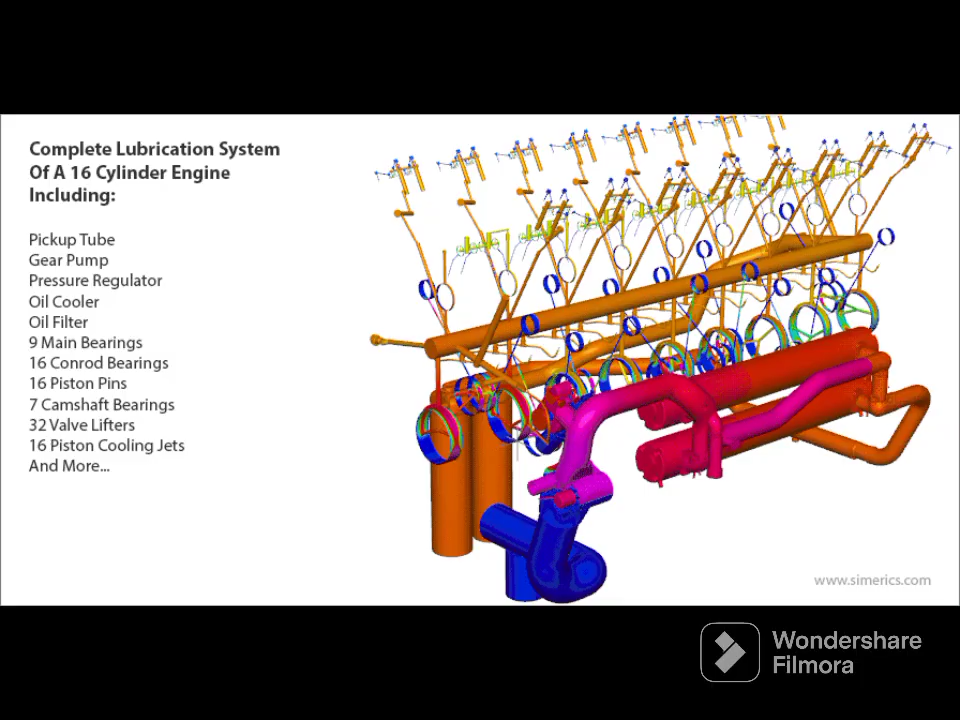 Complete Lubrication System
Of A 16 Cylinder Engine
Including:
Pickup Tube
Gear Pump
Pressure Regulator
Oil Cooler
Oil Filter
9 Main Bearings
16 Conrod Bearings
16 Piston Pins
7 Camshaft Bearings
32 Valve Lifters
16 Piston Cooling Jets
And More...
www.simerics.com
Wondershare
Filmora